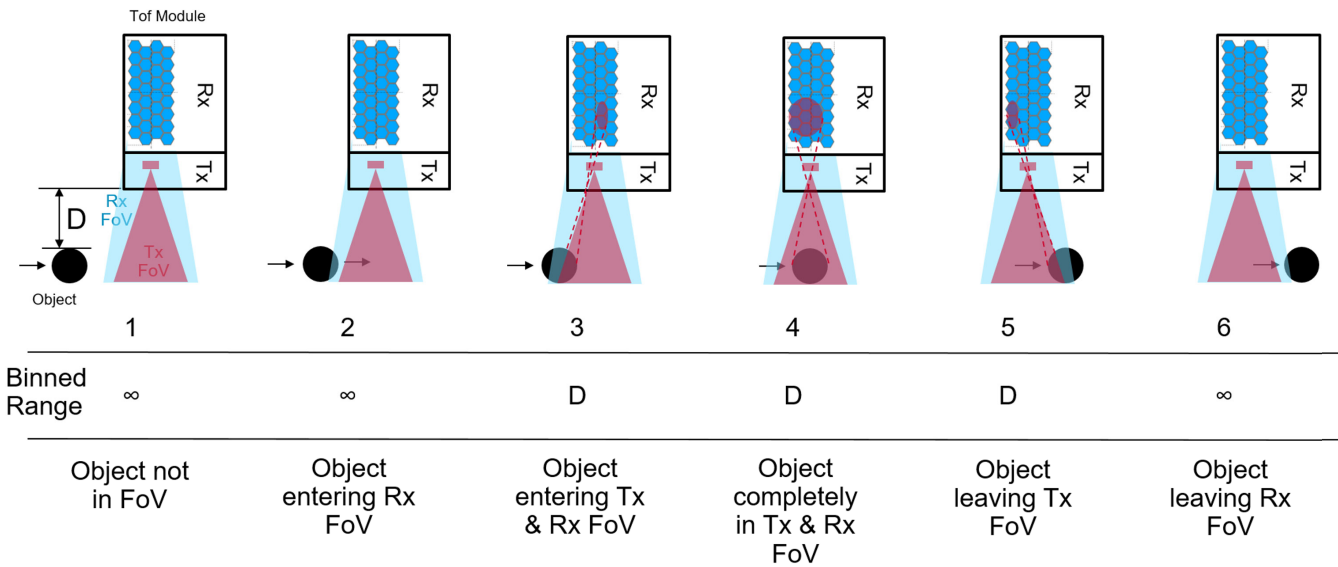 Tof Module
Rx
Rx
Rx
Rx
Rx
Rx
Tx
Tx
Tx
Tx
Tx
Tx
D
Rx
FoV
Tx
FoV
Object
1
2
3
4
5
6
Binned
Range
∞
∞
D
D
D
∞
Object not
in FoV
Object
entering Rx
FoV
Object
entering Tx
& Rx FoV
Object
completely
in Tx & Rx
FoV
Object
leaving Tx
FoV
Object
leaving Rx
FoV